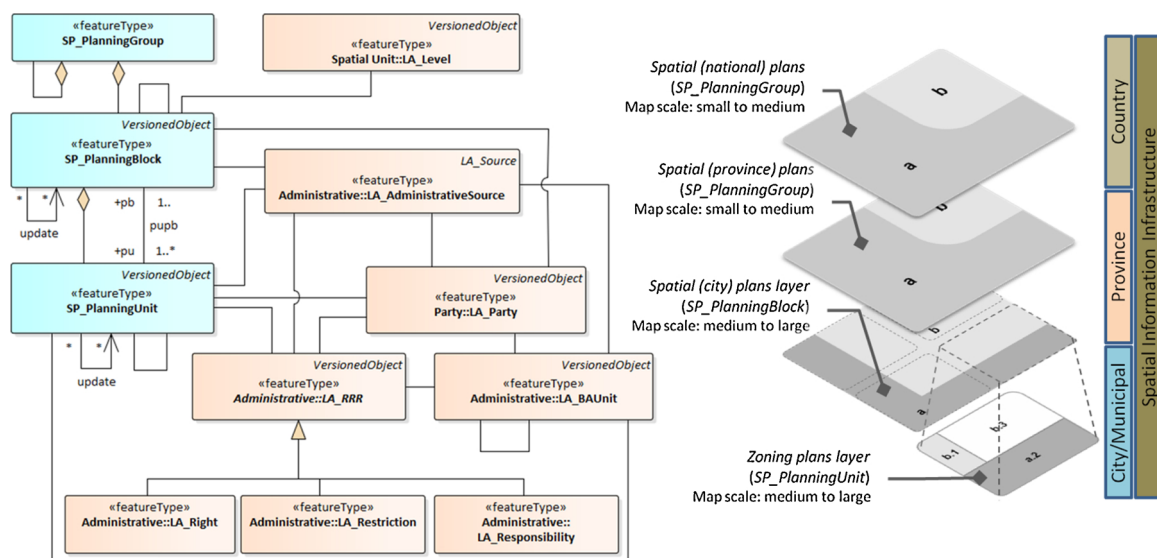 «featureType»
SP_PlanningGroup
VersionedObject
«featureType»
Spatial Unit::LA_Level
VersionedObject
«featureType»
SP_PlanningBlock
LA_Source
«featureType»
Administrative::LA_AdministrativeSource
* *
update
+pb
1..
pupb
+pu
1..*
VersionedObject
«featureType»
SP_PlanningUnit
VersionedObject
«featureType»
Party::LA_Party
* *
update
VersionedObject
«featureType»
Administrative::LA_RRR
VersionedObject
«featureType»
Administrative::LA_BAUnit
«featureType»
Administrative::LA_Right
«featureType»
Administrative::LA_Restriction
«featureType»
Administrative::
LA_Responsibility
Spatial (national) plans
(SP_PlanningGroup)
Map scale: small to medium
b
a
Spatial (province) plans
(SP_PlanningGroup)
Map scale: small to medium
b
a
Spatial (city) plans layer
(SP_PlanningBlock)
Map scale: medium to large
b
a
Zoning plans layer
(SP_PlanningUnit)
Map scale: medium to large
b.1
b.3
a.2
Country
Province
City/Municipal
Spatial Information Infrastructure